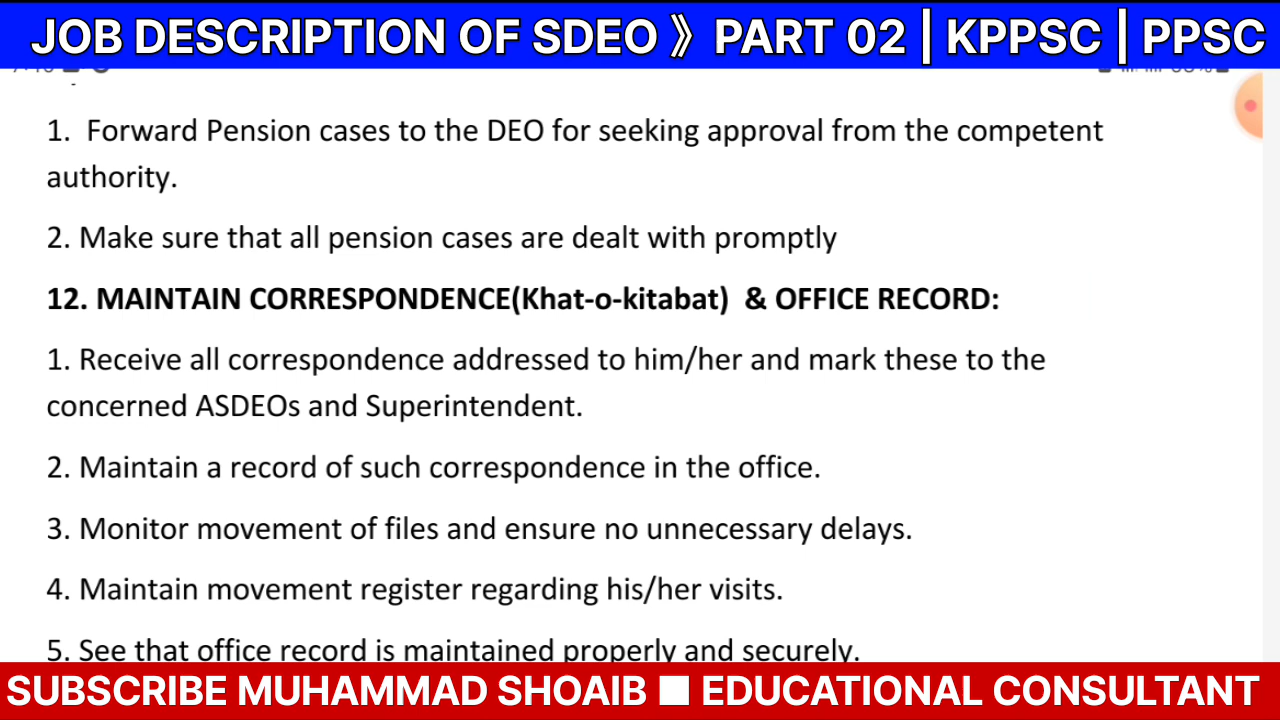 JOB DESCRIPTION OF SDEO 》PART 02 | KPPSC | PPSC
1. Forward Pension cases to the DEO for seeking approval from the competent
authority.
2. Make sure that all pension cases are dealt with promptly
12. MAINTAIN CORRESPONDENCE(Khat-o-kitabat) & OFFICE RECORD:
1. Receive all correspondence addressed to him/her and mark these to the
concerned ASDEOs and Superintendent.
2. Maintain a record of such correspondence in the office.
3. Monitor movement of files and ensure no unnecessary delays.
4. Maintain movement register regarding his/her visits.
5. See that office record is maintained properly and securely.
SUBSCRIBE MUHAMMAD SHOAIB ■ EDUCATIONAL CONSULTANT